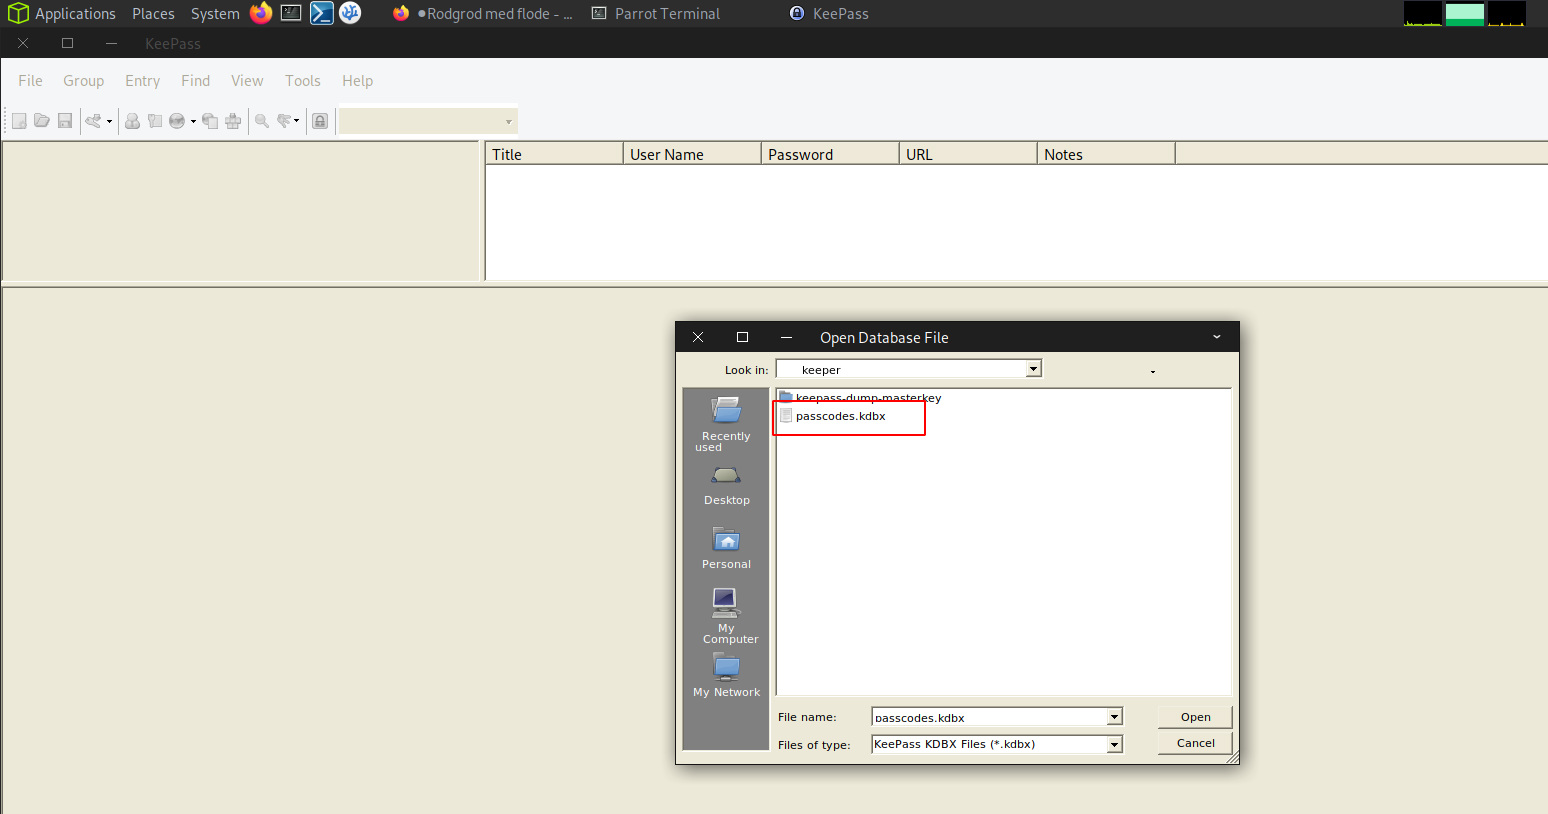 Applications Places System Rodgrod med flode - ... Parrot Terminal KeePass
KeePass
File Group Entry Find View Tools Help
Title User Name Password URL Notes
Open Database File
Look in: keeper
keepass-dump-masterkey
passcodes.kdbx
Recently
used
Desktop
Personal
My
Computer
My Network
File name: passcodes.kdbx Open
Files of type: KeePass KDBX Files (*.kdbx) Cancel